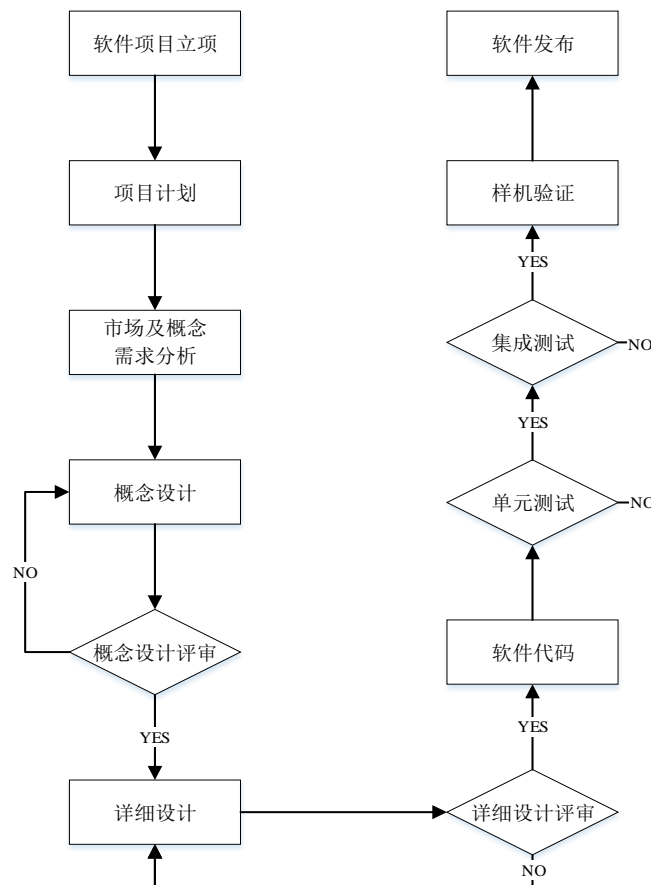 软件项目立项
项目计划
市场及概念
需求分析
概念设计
NO
概念设计评审
YES
详细设计
软件发布
样机验证
YES
集成测试
NO
YES
单元测试
NO
软件代码
YES
详细设计评审
NO